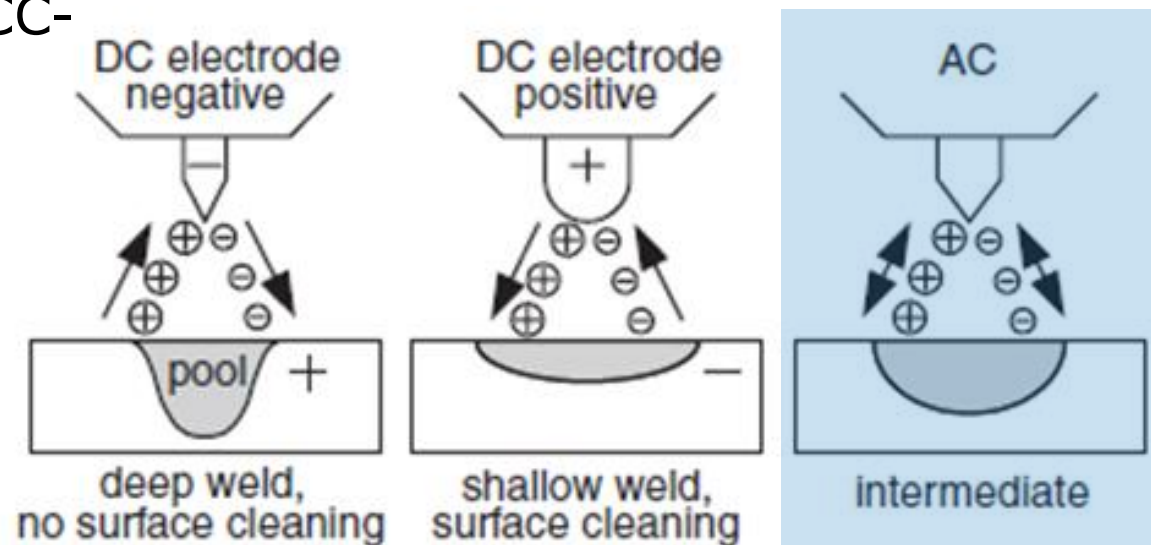 CC-
DC electrode
negative
DC electrode
positive
AC
−
+
⊕ ⊖
⊕ ⊖
⊕ ⊖
⊕ ⊖
⊕ ⊖
⊕ ⊖
⊕ ⊖
⊕ ⊖
⊕ ⊖
pool +
−
deep weld,
no surface cleaning
shallow weld,
surface cleaning
intermediate